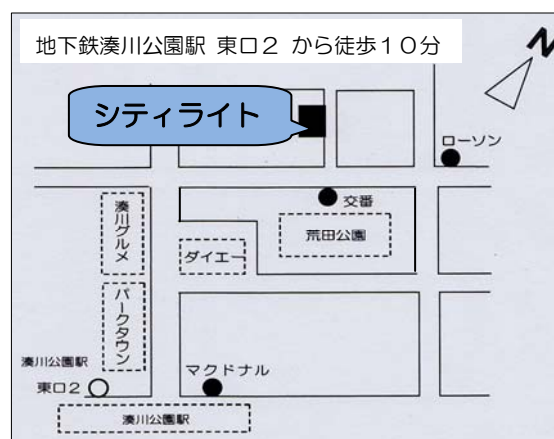 地下鉄湊川公園駅 東口2 から徒歩10分
N
シティライト
ローソン
交番
湊川グルメ
荒田公園
ダイエー
パークタウン
湊川公園駅
東口2
マクドナル
湊川公園駅